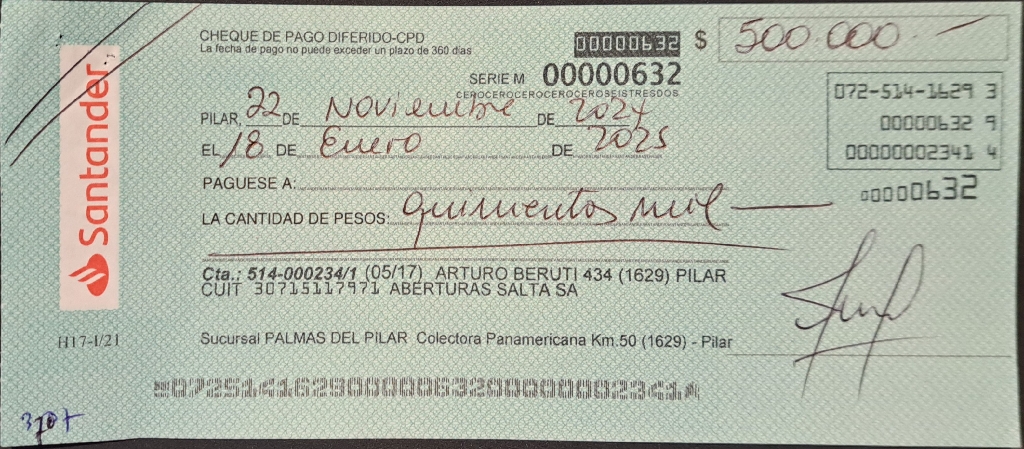 Santander
CHEQUE DE PAGO DIFERIDO-CPD
La fecha de pago no puede exceder un plazo de 360 días
00000632 $ 500.000.-
SERIE M 00000632
CEROCEROCEROCEROCEROSEISTRESDOS
072-514-1629 3
00000632 9
00000002341 4
00000632
PILAR, 22 DE Noviembre DE 2024
EL 18 DE Enero DE 2025
PAGUESE A:
LA CANTIDAD DE PESOS: quinientos mil
Cta.: 514-000234/1 (05/17) ARTURO BERUTI 434 (1629) PILAR
CUIT 30715117971 ABERTURAS SALTA SA
H17-I/21
Sucursal PALMAS DEL PILAR Colectora Panamericana Km.50 (1629) - Pilar
07251416290000063200000002341